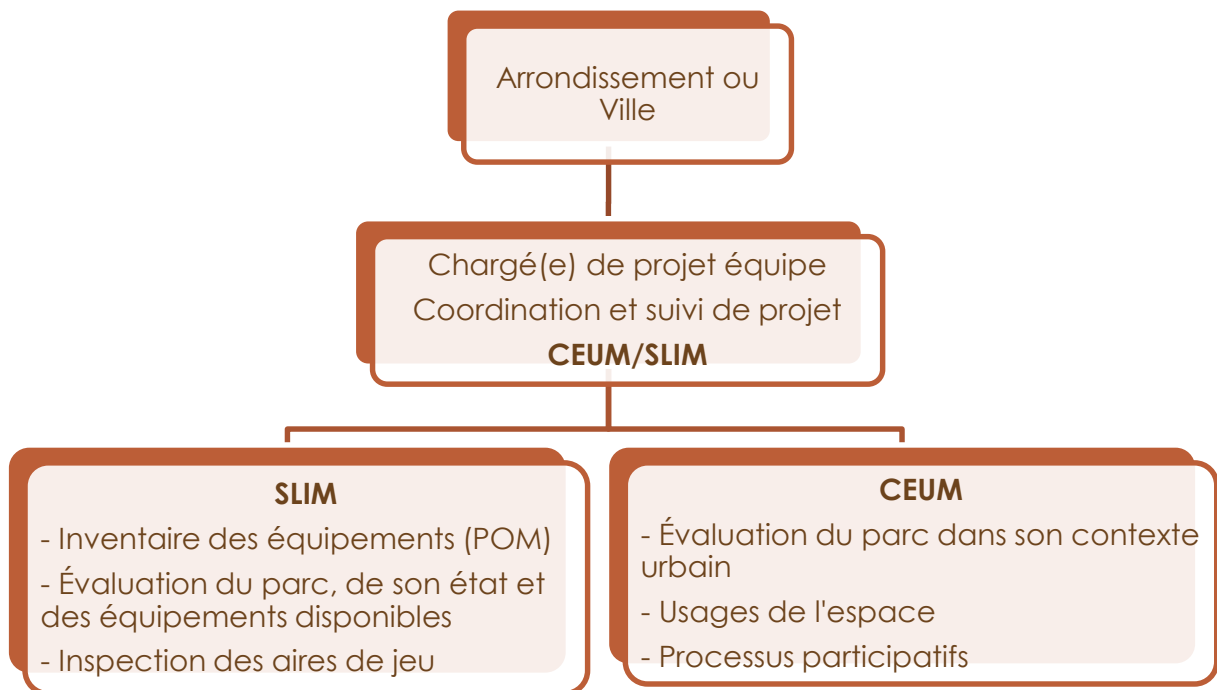 Arrondissement ou
Ville
Chargé(e) de projet équipe
Coordination et suivi de projet
CEUM/SLIM
SLIM
- Inventaire des équipements (POM)
- Évaluation du parc, de son état et
des équipements disponibles
- Inspection des aires de jeu
CEUM
- Évaluation du parc dans son contexte
urbain
- Usages de l'espace
- Processus participatifs